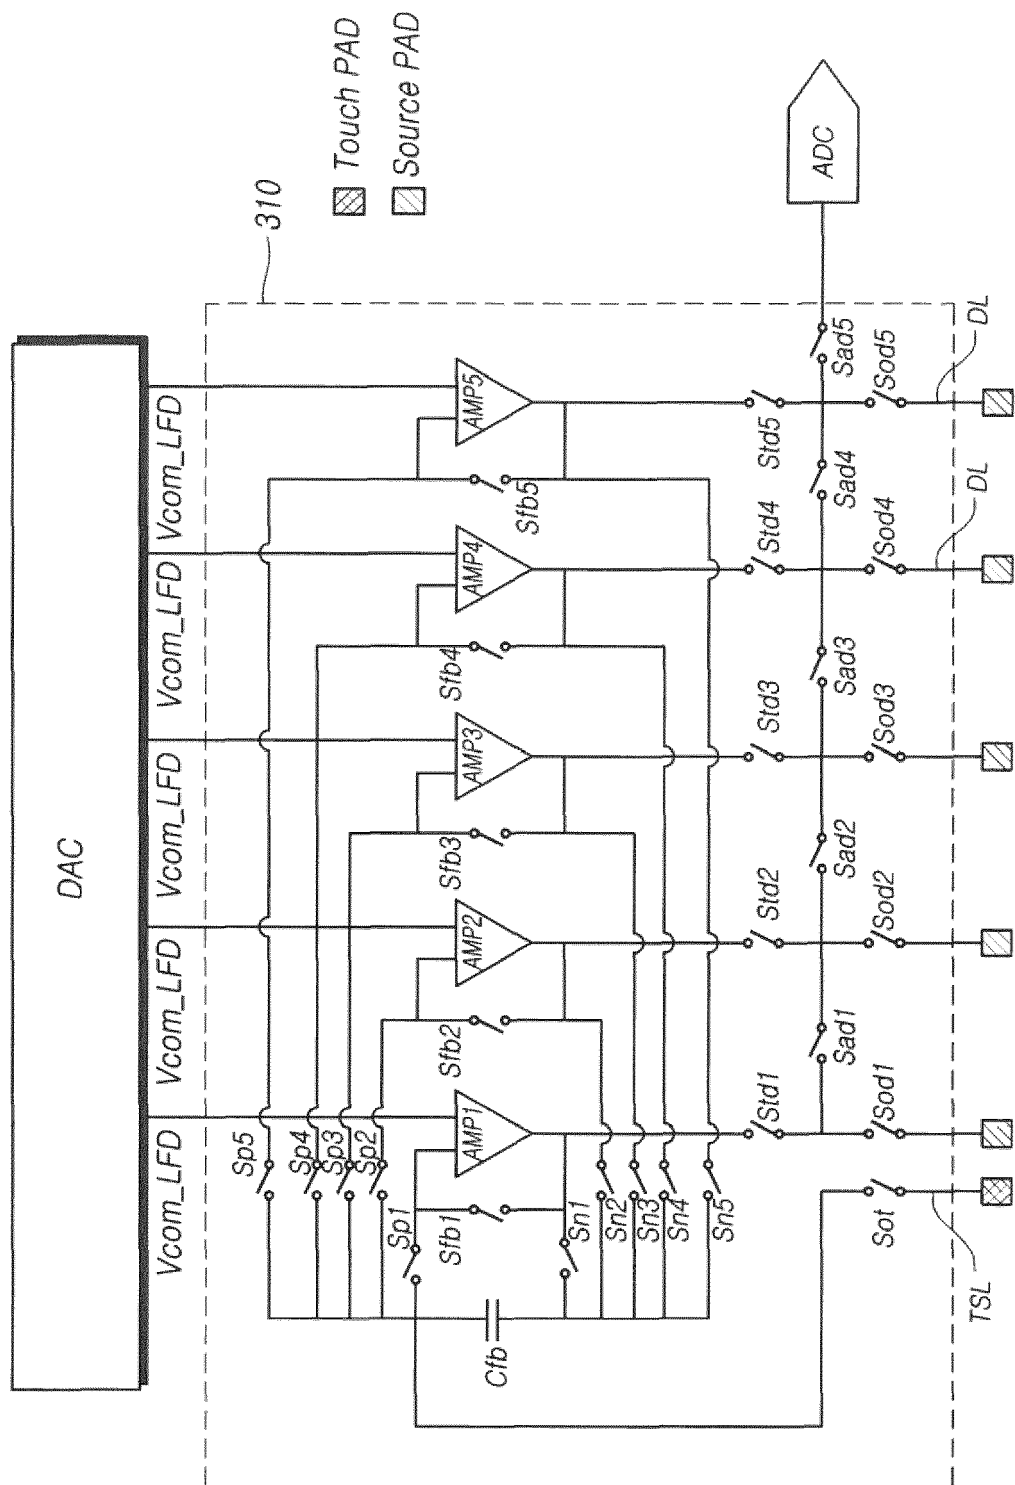 Touch PAD
Source PAD
310
DAC
Vcom_LFD
Vcom_LFD
Vcom_LFD
Vcom_LFD
Vcom_LFD
Sp5
Sp4
Sp3
Sp2
Sp1
AMP1
AMP2
AMP3
AMP4
AMP5
Sfb1
Sfb2
Sfb3
Sfb4
Sfb5
Cfb
Sn1
Sn2
Sn3
Sn4
Sn5
Std1
Std2
Std3
Std4
Std5
Sad1
Sad2
Sad3
Sad4
Sad5
ADC
Sot
Sod1
Sod2
Sod3
Sod4
Sod5
TSL
DL
DL